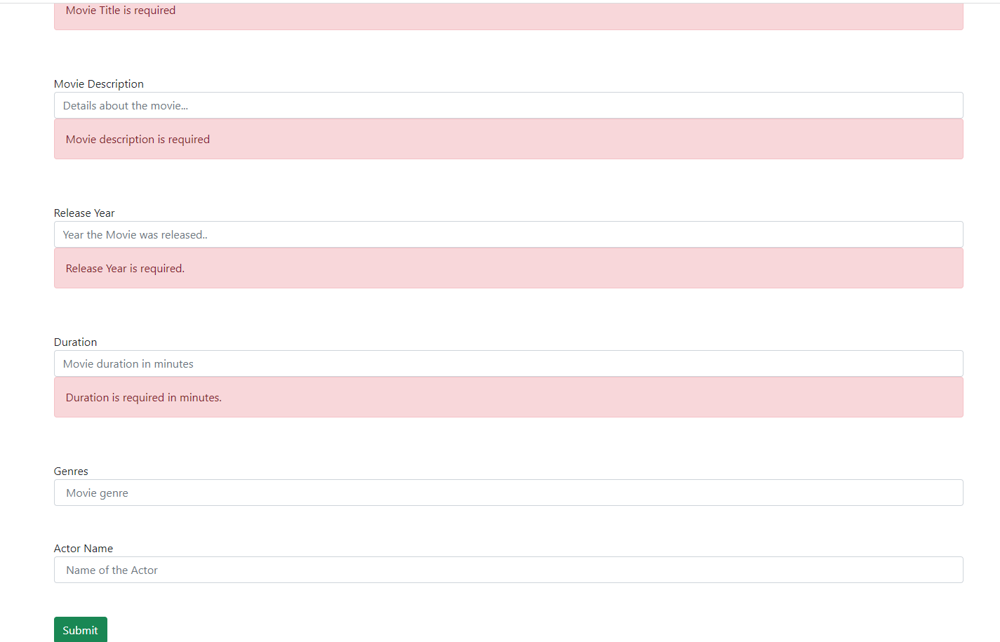 Movie Title is required
Movie Description
Details about the movie...
Movie description is required
Release Year
Year the Movie was released..
Release Year is required.
Duration
Movie duration in minutes
Duration is required in minutes.
Genres
Movie genre
Actor Name
Name of the Actor
Submit